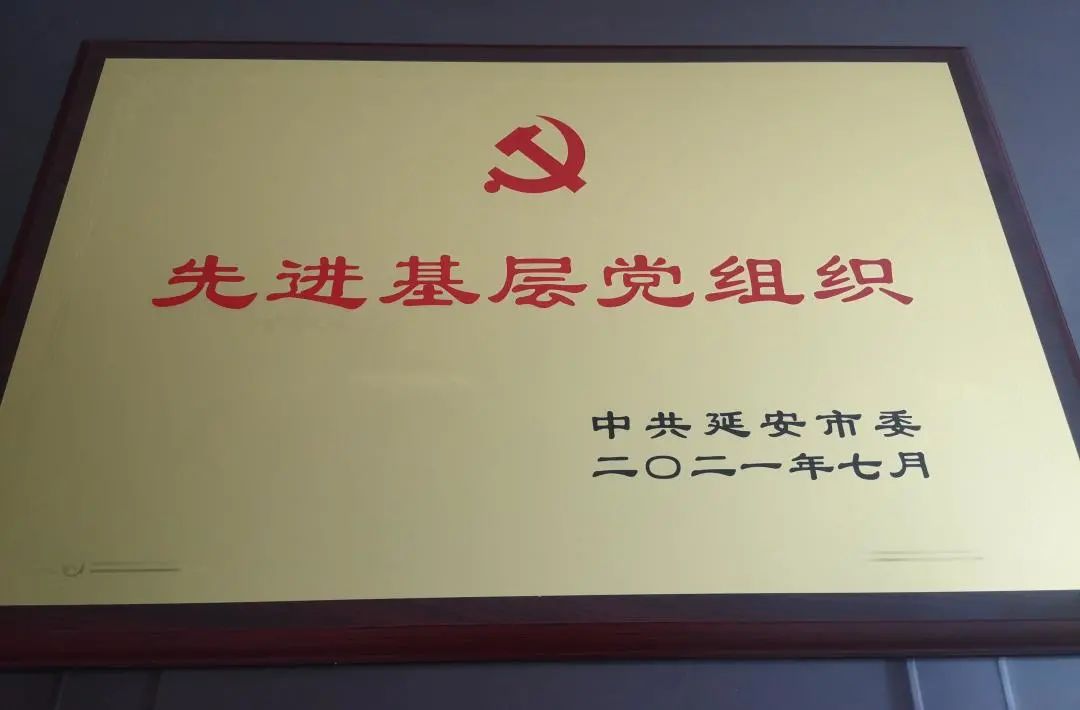 先进基层党组织
中共延安市委
二〇二一年七月